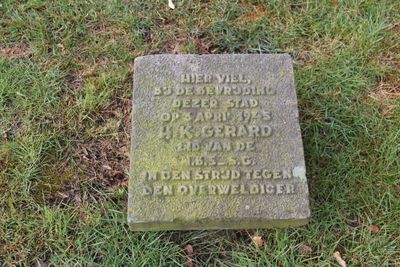 HIER VIEL,
BIJ DE BEVRIJDING
DEZER STAD
OP 3 APRIL 1945
H.K. GERARD
LID VAN DE
N.B.S. S.G.
IN DEN STRIJD TEGEN
DEN OVERWELDIGER